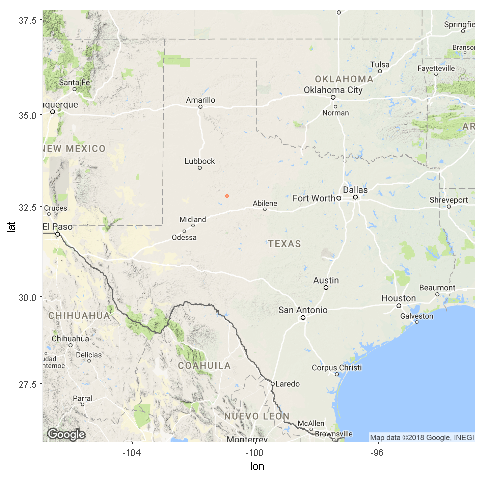 37.5
35.0
32.5
30.0
27.5
lat
Springfie
Branson
Tulsa
Fayetteville
OKLAHOMA
Santa Fe
Oklahoma City
Norman
Amarillo
uquerque
AR
NEW MEXICO
Lubbock
Abilene
Fort Worth
Dallas
Shreveport
Cruces
El Paso
Midland
Odessa
TEXAS
Austin
San Antonio
Houston
Beaumont
Galveston
CHIHUAHUA
Chihuahua
udad
htemoc
Delicias
COAHUILA
Corpus Christi
Laredo
Parral
NUEVO LEON
McAllen
Brownsville
Monterrey
Google
Map data ©2018 Google, INEGI
-104
-100
-96
lon